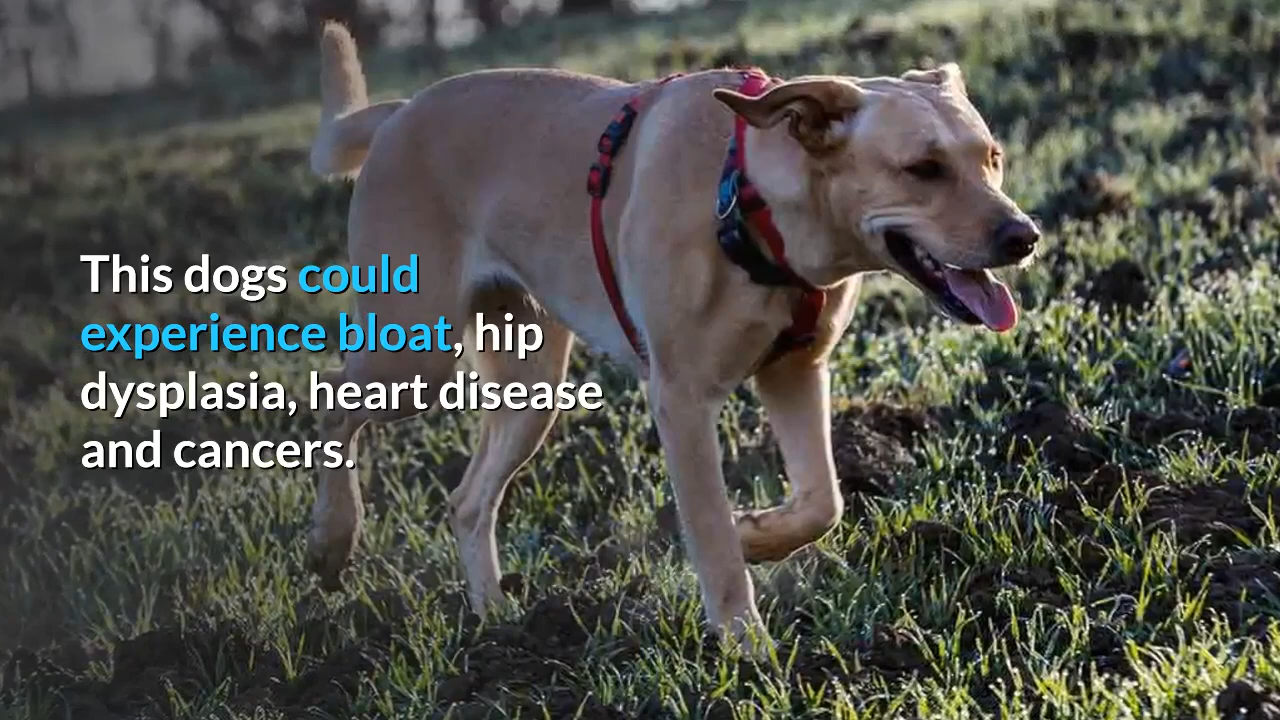 This dogs could
experience bloat, hip
dysplasia, heart disease
and cancers.